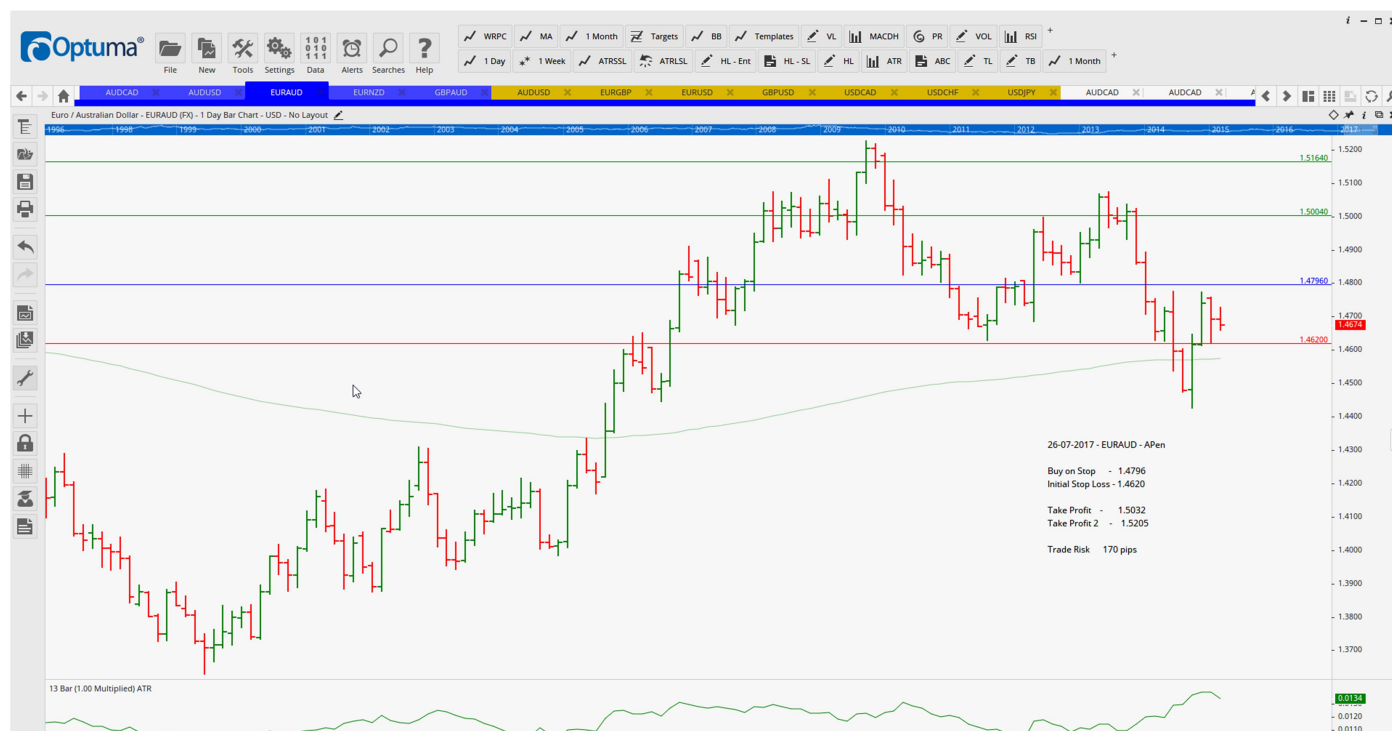 Optuma®
File
New
Tools
Settings
Data
Alerts
Searches
Help
WRPC
MA
1 Month
Targets
BB
Templates
VL
MACDH
PR
VOL
RSI
1 Day
1 Week
ATRSSL
ATRLSL
HL - Ent
HL - SL
HL
ATR
ABC
TL
TB
1 Month
AUDCAD
AUDUSD
EURAUD
EURNZD
GBPAUD
AUDUSD
EURGBP
EURUSD
GBPUSD
USDCAD
USDCHF
USDJPY
AUDCAD
AUDCAD
Euro / Australian Dollar - EURAUD (FX) - 1 Day Bar Chart - USD - No Layout
1996 1998 1999 2000 2001 2002 2003 2004 2005 2006 2007 2008 2009 2010 2011 2012 2013 2014 2015 2016 2017
1.5200
1.51640
1.5100
1.5000
1.50040
1.4900
1.4800
1.47960
1.4700
1.4674
1.4600
1.46200
1.4500
1.4400
1.4300
1.4200
1.4100
1.4000
1.3900
1.3800
1.3700
26-07-2017 - EURAUD - APen
Buy on Stop - 1.4796
Initial Stop Loss - 1.4620
Take Profit - 1.5032
Take Profit 2 - 1.5205
Trade Risk 170 pips
13 Bar (1.00 Multiplied) ATR
0.0134
0.0120
0.0110